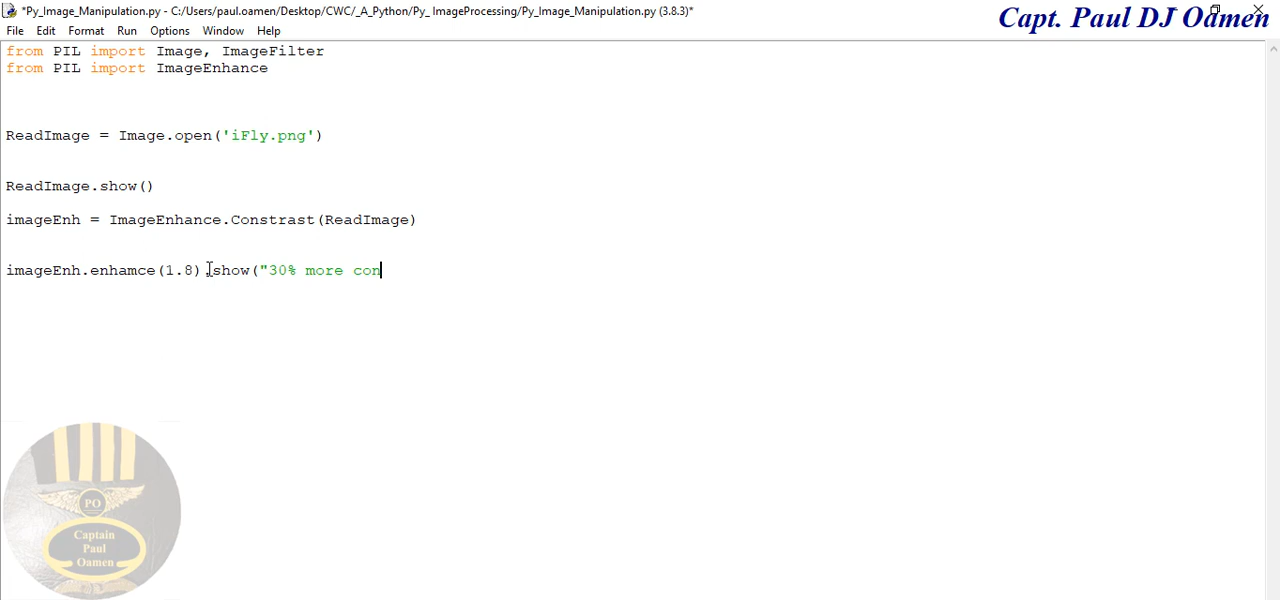 *Py_Image_Manipulation.py - C:/Users/paul.oamen/Desktop/CWC/_A_Python/Py_ ImageProcessing/Py_Image_Manipulation.py (3.8.3)*
Capt. Paul DJ Oamen
File Edit Format Run Options Window Help
from PIL import Image, ImageFilter
from PIL import ImageEnhance
ReadImage = Image.open('iFly.png')
ReadImage.show()
imageEnh = ImageEnhance.Constrast(ReadImage)
imageEnh.enhamce(1.8).show("30% more con
PO
Captain
Paul
Oamen